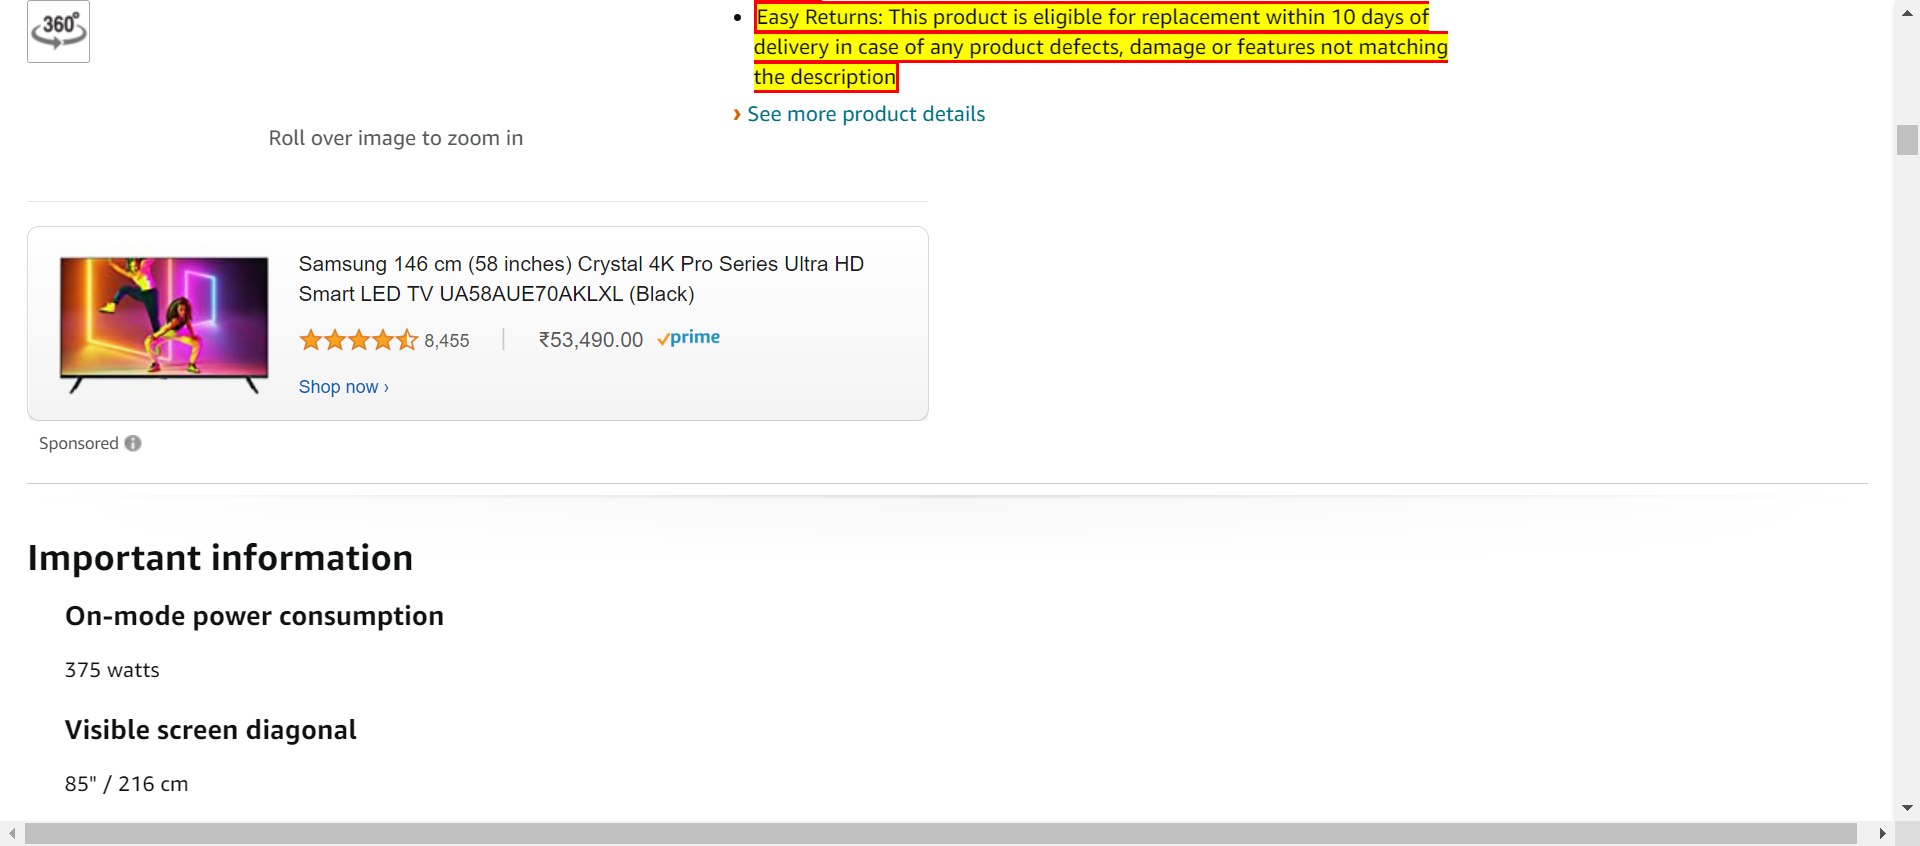 360°
Easy Returns: This product is eligible for replacement within 10 days of
delivery in case of any product defects, damage or features not matching
the description
› See more product details
Roll over image to zoom in
Samsung 146 cm (58 inches) Crystal 4K Pro Series Ultra HD
Smart LED TV UA58AUE70AKLXL (Black)
8,455 | ₹53,490.00 prime
Shop now ›
Sponsored
Important information
On-mode power consumption
375 watts
Visible screen diagonal
85" / 216 cm